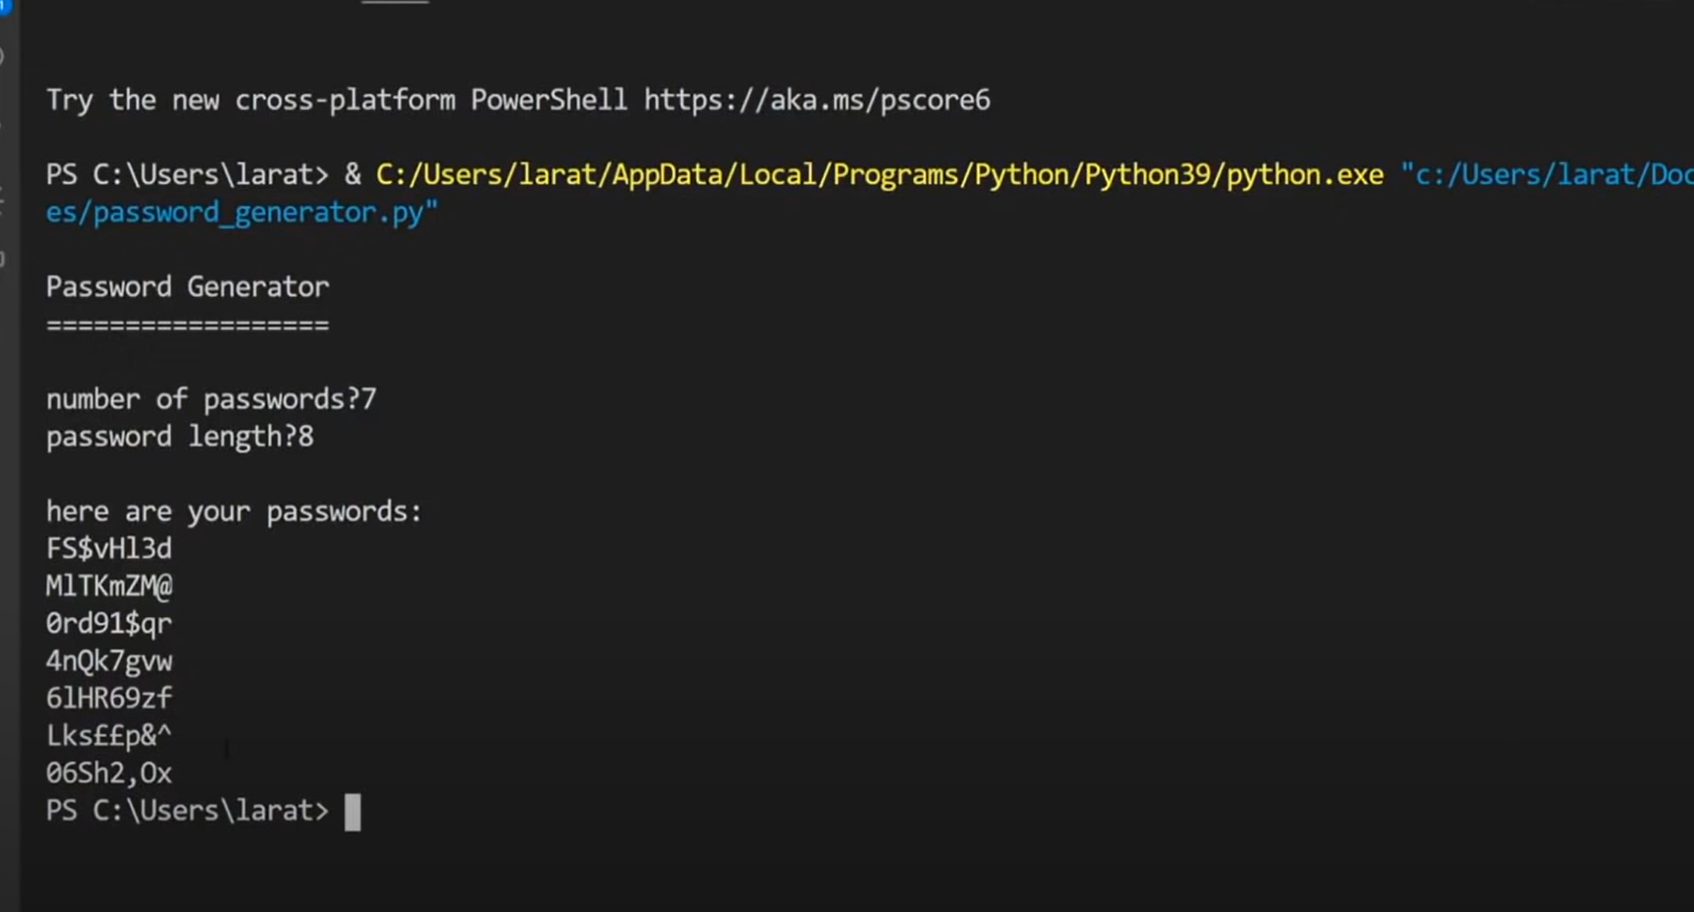 Try the new cross-platform PowerShell https://aka.ms/pscore6
PS C:\Users\larat> & C:/Users/larat/AppData/Local/Programs/Python/Python39/python.exe "c:/Users/larat/Doc
es/password_generator.py"
Password Generator
==================
number of passwords?7
password length?8
here are your passwords:
FS$vHl3d
MlTKmZM@
0rd91$qr
4nQk7gvw
6lHR69zf
Lks££p&^
06Sh2,Ox
PS C:\Users\larat>